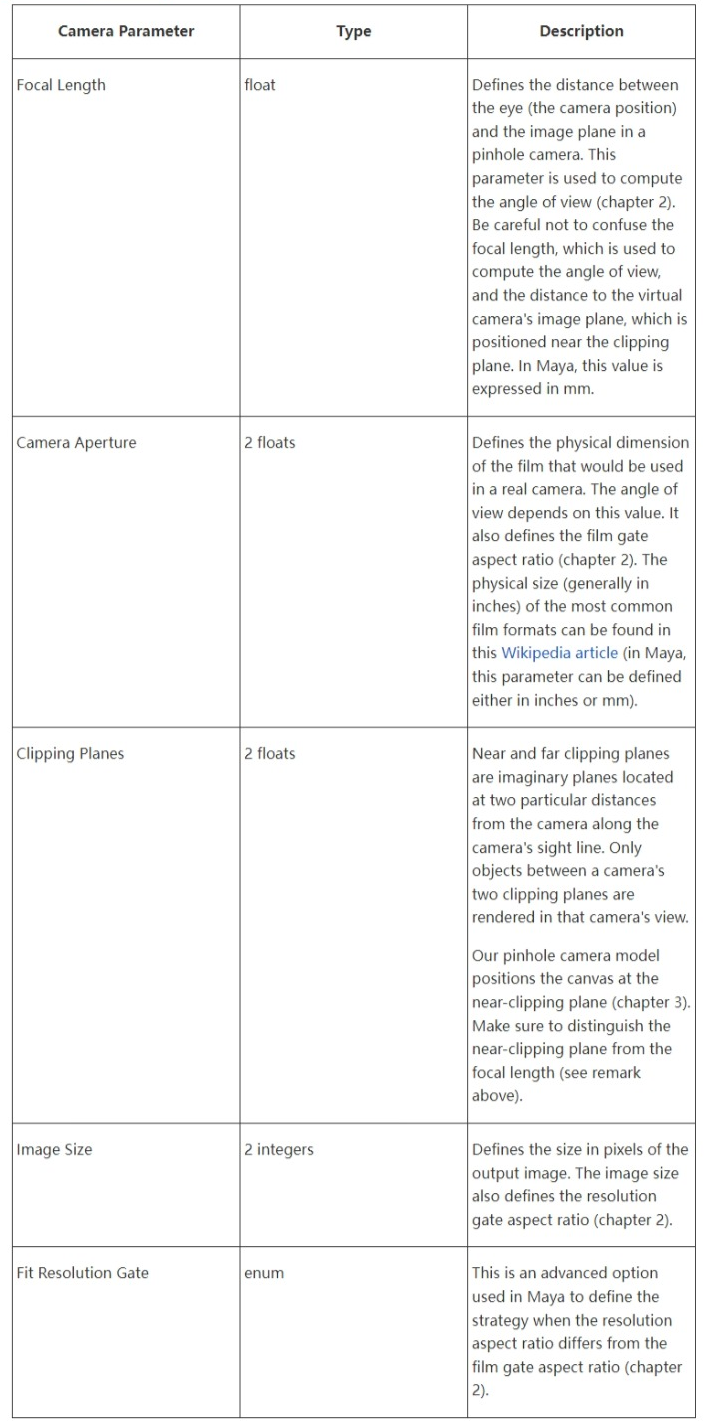 Camera Parameter
Type
Description
Focal Length
float
Defines the distance between
the eye (the camera position)
and the image plane in a
pinhole camera. This
parameter is used to compute
the angle of view (chapter 2).
Be careful not to confuse the
focal length, which is used to
compute the angle of view,
and the distance to the virtual
camera's image plane, which is
positioned near the clipping
plane. In Maya, this value is
expressed in mm.
Camera Aperture
2 floats
Defines the physical dimension
of the film that would be used
in a real camera. The angle of
view depends on this value. It
also defines the film gate
aspect ratio (chapter 2). The
physical size (generally in
inches) of the most common
film formats can be found in
this Wikipedia article (in Maya,
this parameter can be defined
either in inches or mm).
Clipping Planes
2 floats
Near and far clipping planes
are imaginary planes located
at two particular distances
from the camera along the
camera's sight line. Only
objects between a camera's
two clipping planes are
rendered in that camera's view.
Our pinhole camera model
positions the canvas at the
near-clipping plane (chapter 3).
Make sure to distinguish the
near-clipping plane from the
focal length (see remark
above).
Image Size
2 integers
Defines the size in pixels of the
output image. The image size
also defines the resolution
gate aspect ratio (chapter 2).
Fit Resolution Gate
enum
This is an advanced option
used in Maya to define the
strategy when the resolution
aspect ratio differs from the
film gate aspect ratio (chapter
2).